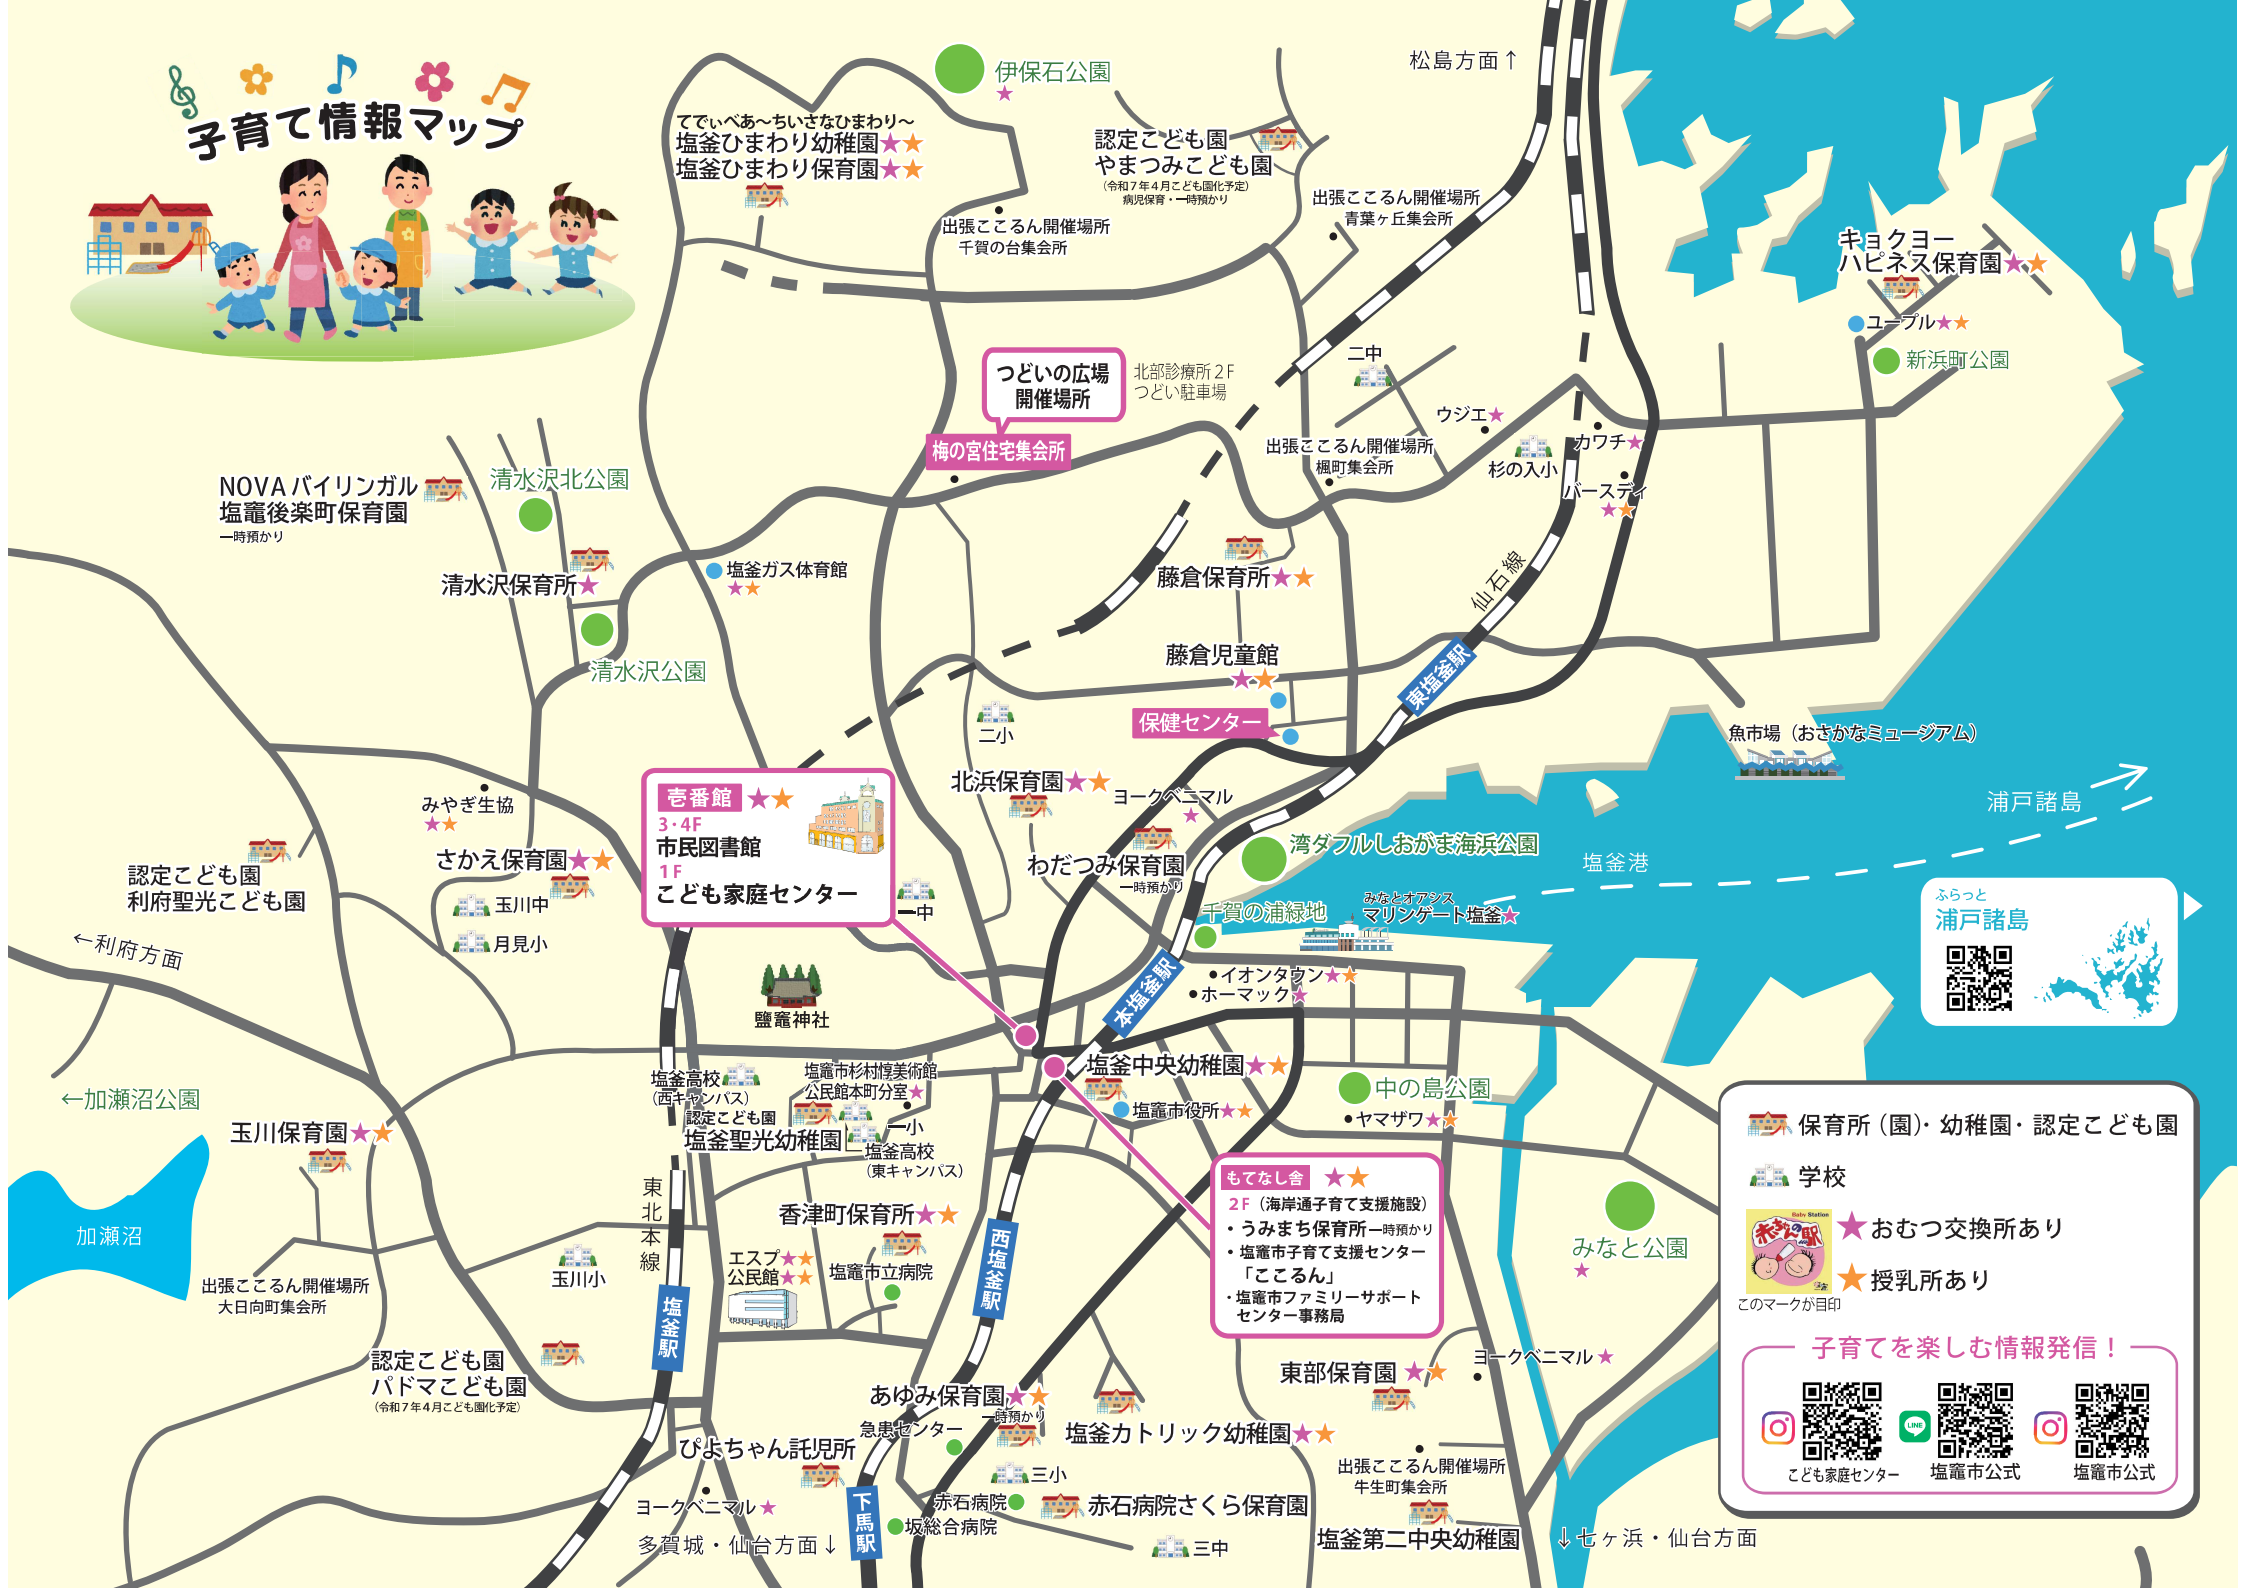 子育て情報マップ
松島方面↑
伊保石公園
★
ててぃべあ～ちいさなひまわり～
塩釜ひまわり幼稚園★★
塩釜ひまわり保育園★★
認定こども園
やまつみこども園
(令和7年4月こども園化予定)
病児保育・一時預かり
出張こころん開催場所
千賀の台集会所
出張こころん開催場所
青葉ヶ丘集会所
キョクヨー
ハピネス保育園★★
ユープル★★
新浜町公園
つどいの広場
開催場所
北部診療所2F
つどい駐車場
梅の宮住宅集会所
二中
ウジエ★
カワチ★
杉の入小
バースデイ
★★
出張こころん開催場所
楓町集会所
NOVAバイリンガル
塩竈後楽町保育園
一時預かり
清水沢北公園
清水沢保育所★
清水沢公園
塩釜ガス体育館
★★
藤倉保育所★★
仙石線
藤倉児童館
★★
東塩釜駅
保健センター
二小
魚市場（おさかなミュージアム）
浦戸諸島
北浜保育園★★
ヨークベニマル
★
みやぎ生協
★★
さかえ保育園★★
玉川中
月見小
認定こども園
利府聖光こども園
←利府方面
壱番館★★
3・4F
市民図書館
1F
こども家庭センター
一中
わだつみ保育園
一時預かり
湾ダフルしおがま海浜公園
塩釜港
千賀の浦緑地
みなとオアシス
マリンゲート塩釜★
ふらっと
浦戸諸島
本塩釜駅
イオンタウン★★
ホーマック★
鹽竈神社
←加瀬沼公園
玉川保育園★★
加瀬沼
塩釜高校
(西キャンパス)
塩竈市杉村惇美術館
公民館本町分室★
認定こども園
塩釜聖光幼稚園
一小
塩釜高校
(東キャンパス)
塩釜中央幼稚園★★
塩竈市役所★★
中の島公園
ヤマザワ★★
みなと公園
★
東北本線
香津町保育所★★
塩竈市立病院
エスプ★★
公民館★★
西塩釜駅
もてなし舎 ★★
2F（海岸通子育て支援施設）
・うみまち保育所一時預かり
・塩竈市子育て支援センター
「こころん」
・塩竈市ファミリーサポート
センター事務局
玉川小
塩釜駅
出張こころん開催場所
大日向町集会所
認定こども園
パドマこども園
(令和7年4月こども園化予定)
あゆみ保育園★★
一時預かり
急患センター
ぴよちゃん託児所
ヨークベニマル★
多賀城・仙台方面↓
下馬駅
三小
赤石病院
坂総合病院
赤石病院さくら保育園
三中
塩釜カトリック幼稚園★★
東部保育園★★
ヨークベニマル★
出張こころん開催場所
牛生町集会所
塩釜第二中央幼稚園
↓七ヶ浜・仙台方面
保育所（園）・幼稚園・認定こども園
学校
Baby Station
赤ちゃんの駅
★おむつ交換所あり
★授乳所あり
このマークが目印
子育てを楽しむ情報発信！
LINE
こども家庭センター
塩竈市公式
塩竈市公式